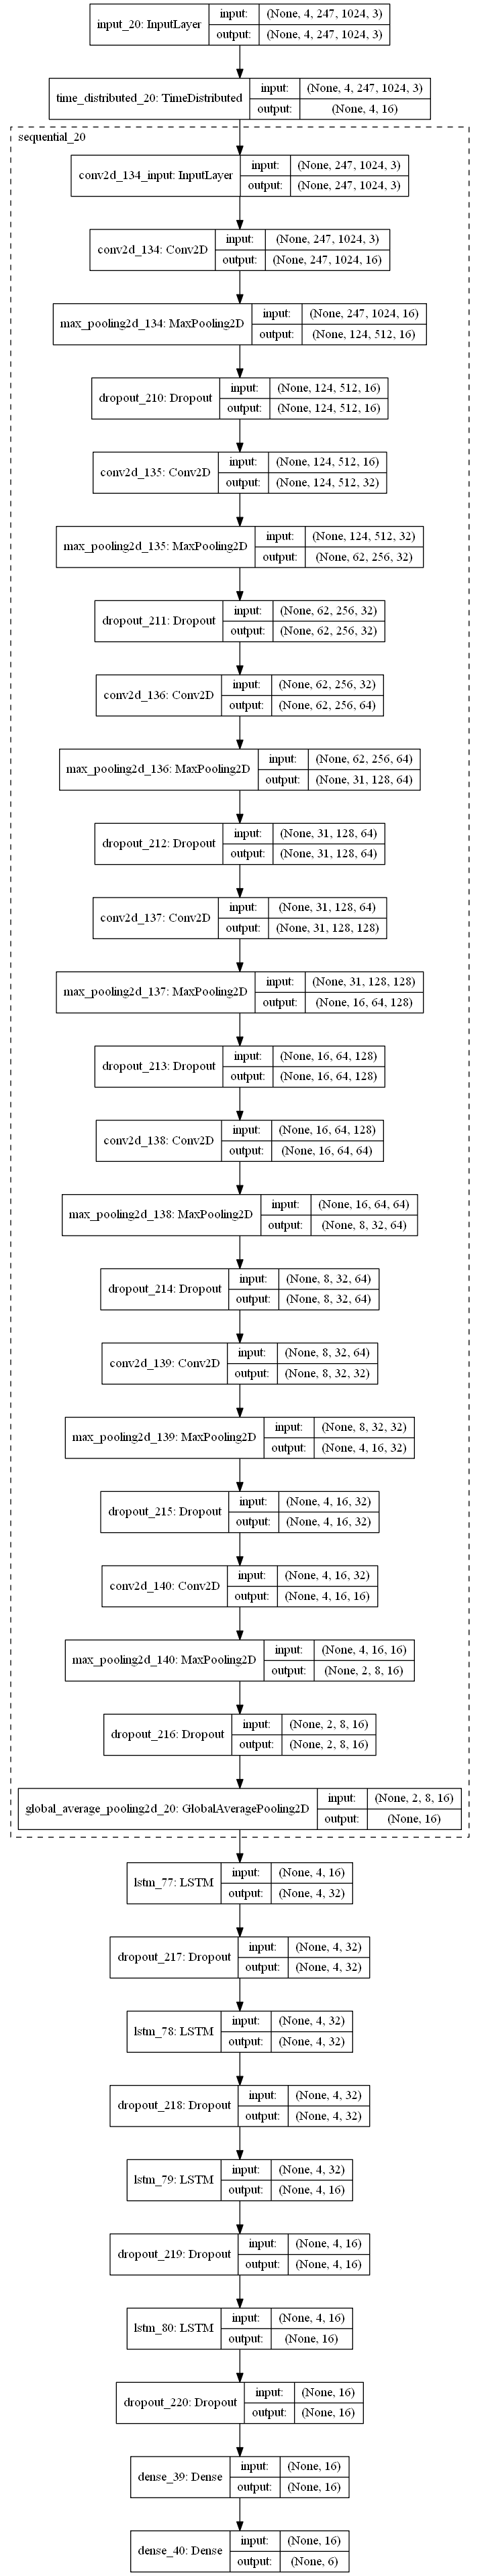 input_20: InputLayer
input: (None, 4, 247, 1024, 3)
output: (None, 4, 247, 1024, 3)
time_distributed_20: TimeDistributed
input: (None, 4, 247, 1024, 3)
output: (None, 4, 16)
sequential_20
conv2d_134_input: InputLayer
input: (None, 247, 1024, 3)
output: (None, 247, 1024, 3)
conv2d_134: Conv2D
input: (None, 247, 1024, 3)
output: (None, 247, 1024, 16)
max_pooling2d_134: MaxPooling2D
input: (None, 247, 1024, 16)
output: (None, 124, 512, 16)
dropout_210: Dropout
input: (None, 124, 512, 16)
output: (None, 124, 512, 16)
conv2d_135: Conv2D
input: (None, 124, 512, 16)
output: (None, 124, 512, 32)
max_pooling2d_135: MaxPooling2D
input: (None, 124, 512, 32)
output: (None, 62, 256, 32)
dropout_211: Dropout
input: (None, 62, 256, 32)
output: (None, 62, 256, 32)
conv2d_136: Conv2D
input: (None, 62, 256, 32)
output: (None, 62, 256, 64)
max_pooling2d_136: MaxPooling2D
input: (None, 62, 256, 64)
output: (None, 31, 128, 64)
dropout_212: Dropout
input: (None, 31, 128, 64)
output: (None, 31, 128, 64)
conv2d_137: Conv2D
input: (None, 31, 128, 64)
output: (None, 31, 128, 128)
max_pooling2d_137: MaxPooling2D
input: (None, 31, 128, 128)
output: (None, 16, 64, 128)
dropout_213: Dropout
input: (None, 16, 64, 128)
output: (None, 16, 64, 128)
conv2d_138: Conv2D
input: (None, 16, 64, 128)
output: (None, 16, 64, 64)
max_pooling2d_138: MaxPooling2D
input: (None, 16, 64, 64)
output: (None, 8, 32, 64)
dropout_214: Dropout
input: (None, 8, 32, 64)
output: (None, 8, 32, 64)
conv2d_139: Conv2D
input: (None, 8, 32, 64)
output: (None, 8, 32, 32)
max_pooling2d_139: MaxPooling2D
input: (None, 8, 32, 32)
output: (None, 4, 16, 32)
dropout_215: Dropout
input: (None, 4, 16, 32)
output: (None, 4, 16, 32)
conv2d_140: Conv2D
input: (None, 4, 16, 32)
output: (None, 4, 16, 16)
max_pooling2d_140: MaxPooling2D
input: (None, 4, 16, 16)
output: (None, 2, 8, 16)
dropout_216: Dropout
input: (None, 2, 8, 16)
output: (None, 2, 8, 16)
global_average_pooling2d_20: GlobalAveragePooling2D
input: (None, 2, 8, 16)
output: (None, 16)
lstm_77: LSTM
input: (None, 4, 16)
output: (None, 4, 32)
dropout_217: Dropout
input: (None, 4, 32)
output: (None, 4, 32)
lstm_78: LSTM
input: (None, 4, 32)
output: (None, 4, 32)
dropout_218: Dropout
input: (None, 4, 32)
output: (None, 4, 32)
lstm_79: LSTM
input: (None, 4, 32)
output: (None, 4, 16)
dropout_219: Dropout
input: (None, 4, 16)
output: (None, 4, 16)
lstm_80: LSTM
input: (None, 4, 16)
output: (None, 16)
dropout_220: Dropout
input: (None, 16)
output: (None, 16)
dense_39: Dense
input: (None, 16)
output: (None, 16)
dense_40: Dense
input: (None, 16)
output: (None, 6)